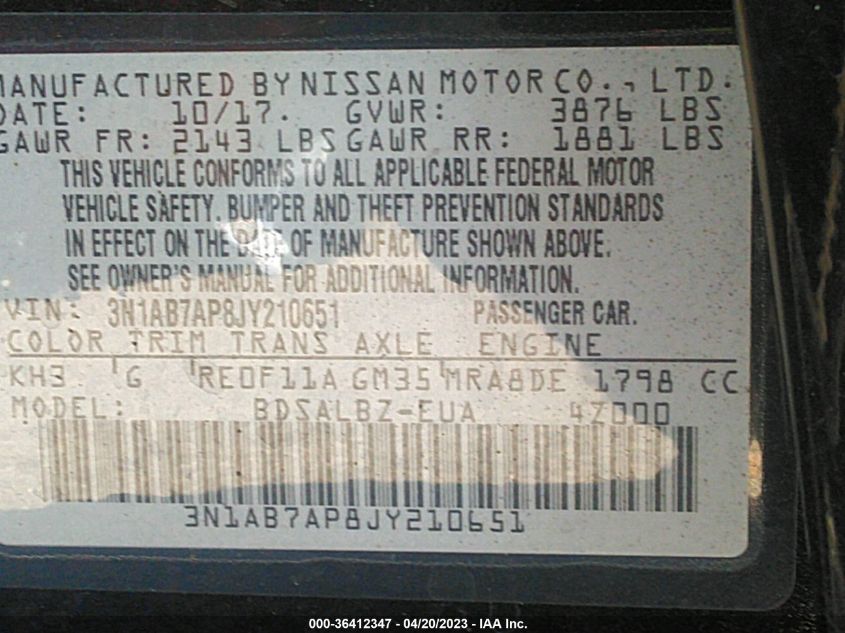 MANUFACTURED BY NISSAN MOTOR CO., LTD.
DATE: 10/17. GVWR: 3876 LBS
GAWR FR: 2143 LBS GAWR RR: 1881 LBS
THIS VEHICLE CONFORMS TO ALL APPLICABLE FEDERAL MOTOR
VEHICLE SAFETY, BUMPER AND THEFT PREVENTION STANDARDS
IN EFFECT ON THE DATE OF MANUFACTURE SHOWN ABOVE.
SEE OWNER'S MANUAL FOR ADDITIONAL INFORMATION.
VIN: 3N1AB7AP8JY210651 PASSENGER CAR.
COLOR TRIM TRANS AXLE ENGINE
KH3 G RE0F11A GM35 MRA8DE 1798 CC
MODEL: BDSALBZ-EUA 4Z000
3N1AB7AP8JY210651
000-36412347 - 04/20/2023 - IAA Inc.